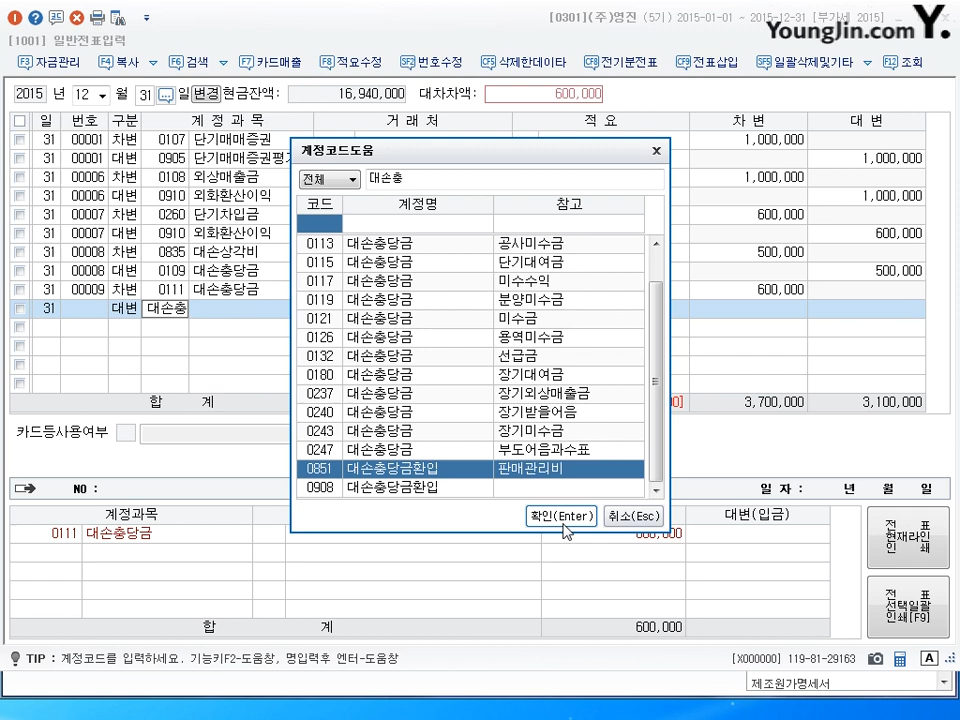 [0301](주)영진 (5기) 2015-01-01 ~ 2015-12-31 [부가세 2015]
YoungJin.com Y.
[1001] 일반전표입력
F3 자금관리 F4 복사 F6 검색 F7 카드매출 F8 적요수정 SF2 번호수정 CF5 삭제한데이타 CF8 전기분전표 CF9 전표삽입 SF5 일괄삭제및기타 F12 조회
2015 년 12 월 31 일 변경 현금잔액: 16,940,000 대차차액: 600,000
일 번호 구분 계 정 과 목 거 래 처 적 요 차 변 대 변
31 00001 차변 0107 단기매매증권 1,000,000
31 00001 대변 0905 단기매매증권평 1,000,000
31 00006 차변 0108 외상매출금 1,000,000
31 00006 대변 0910 외화환산이익 1,000,000
31 00007 차변 0260 단기차입금 600,000
31 00007 대변 0910 외화환산이익 600,000
31 00008 차변 0835 대손상각비 500,000
31 00008 대변 0109 대손충당금 500,000
31 00009 차변 0111 대손충당금 600,000
31 대변 대손충
합 계 3,700,000 3,100,000
계정코드도움 X
전체 대손충
코드 계정명 참고
0113 대손충당금 공사미수금
0115 대손충당금 단기대여금
0117 대손충당금 미수수익
0119 대손충당금 분양미수금
0121 대손충당금 미수금
0126 대손충당금 용역미수금
0132 대손충당금 선급금
0180 대손충당금 장기대여금
0237 대손충당금 장기외상매출금
0240 대손충당금 장기받을어음
0243 대손충당금 장기미수금
0247 대손충당금 부도어음과수표
0851 대손충당금환입 판매관리비
0908 대손충당금환입
확인(Enter) 취소(Esc)
카드등사용여부
NO : 일 자 : 년 월 일
계정과목 대변(입금)
0111 대손충당금 600,000
합 계 600,000
전 표
현재라인
인 쇄
전 표
선택일괄
인쇄[F9]
TIP : 계정코드를 입력하세요. 기능키F2-도움창, 명입력후 엔터-도움창
[X000000] 119-81-29163 A
제조원가명세서